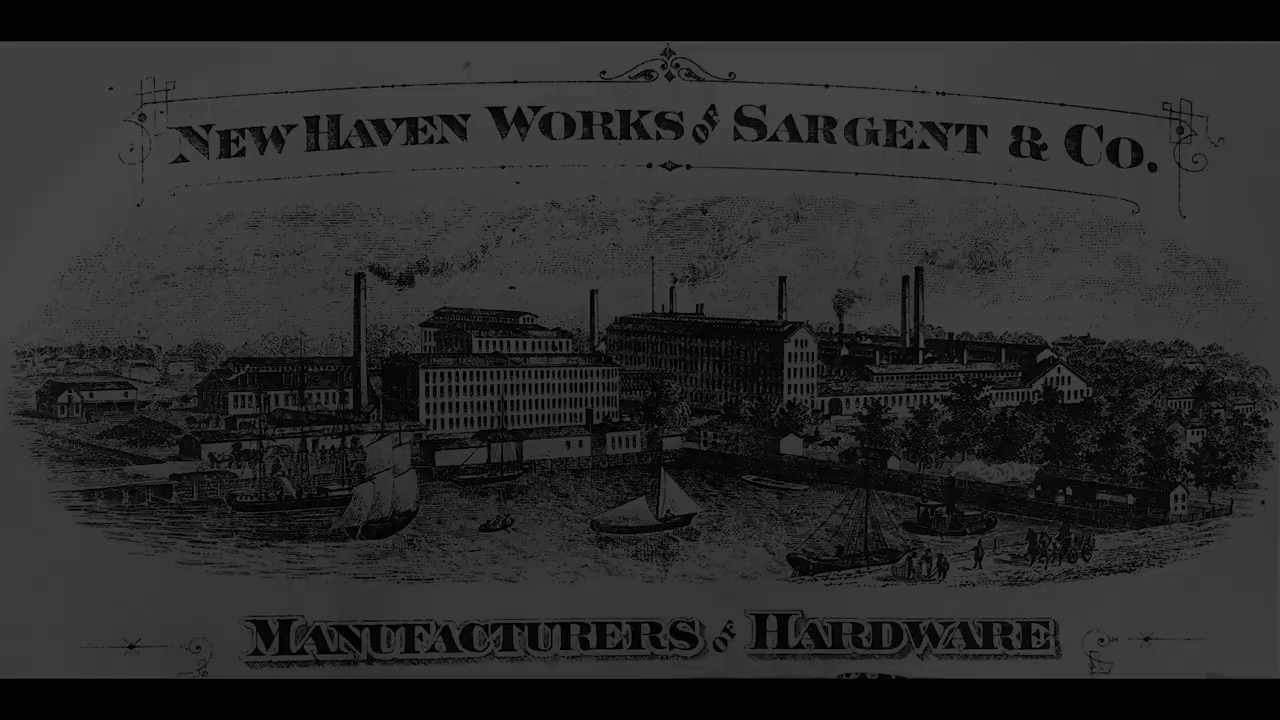 NEW HAVEN WORKS OF SARGENT & CO.
MANUFACTURERS OF HARDWARE